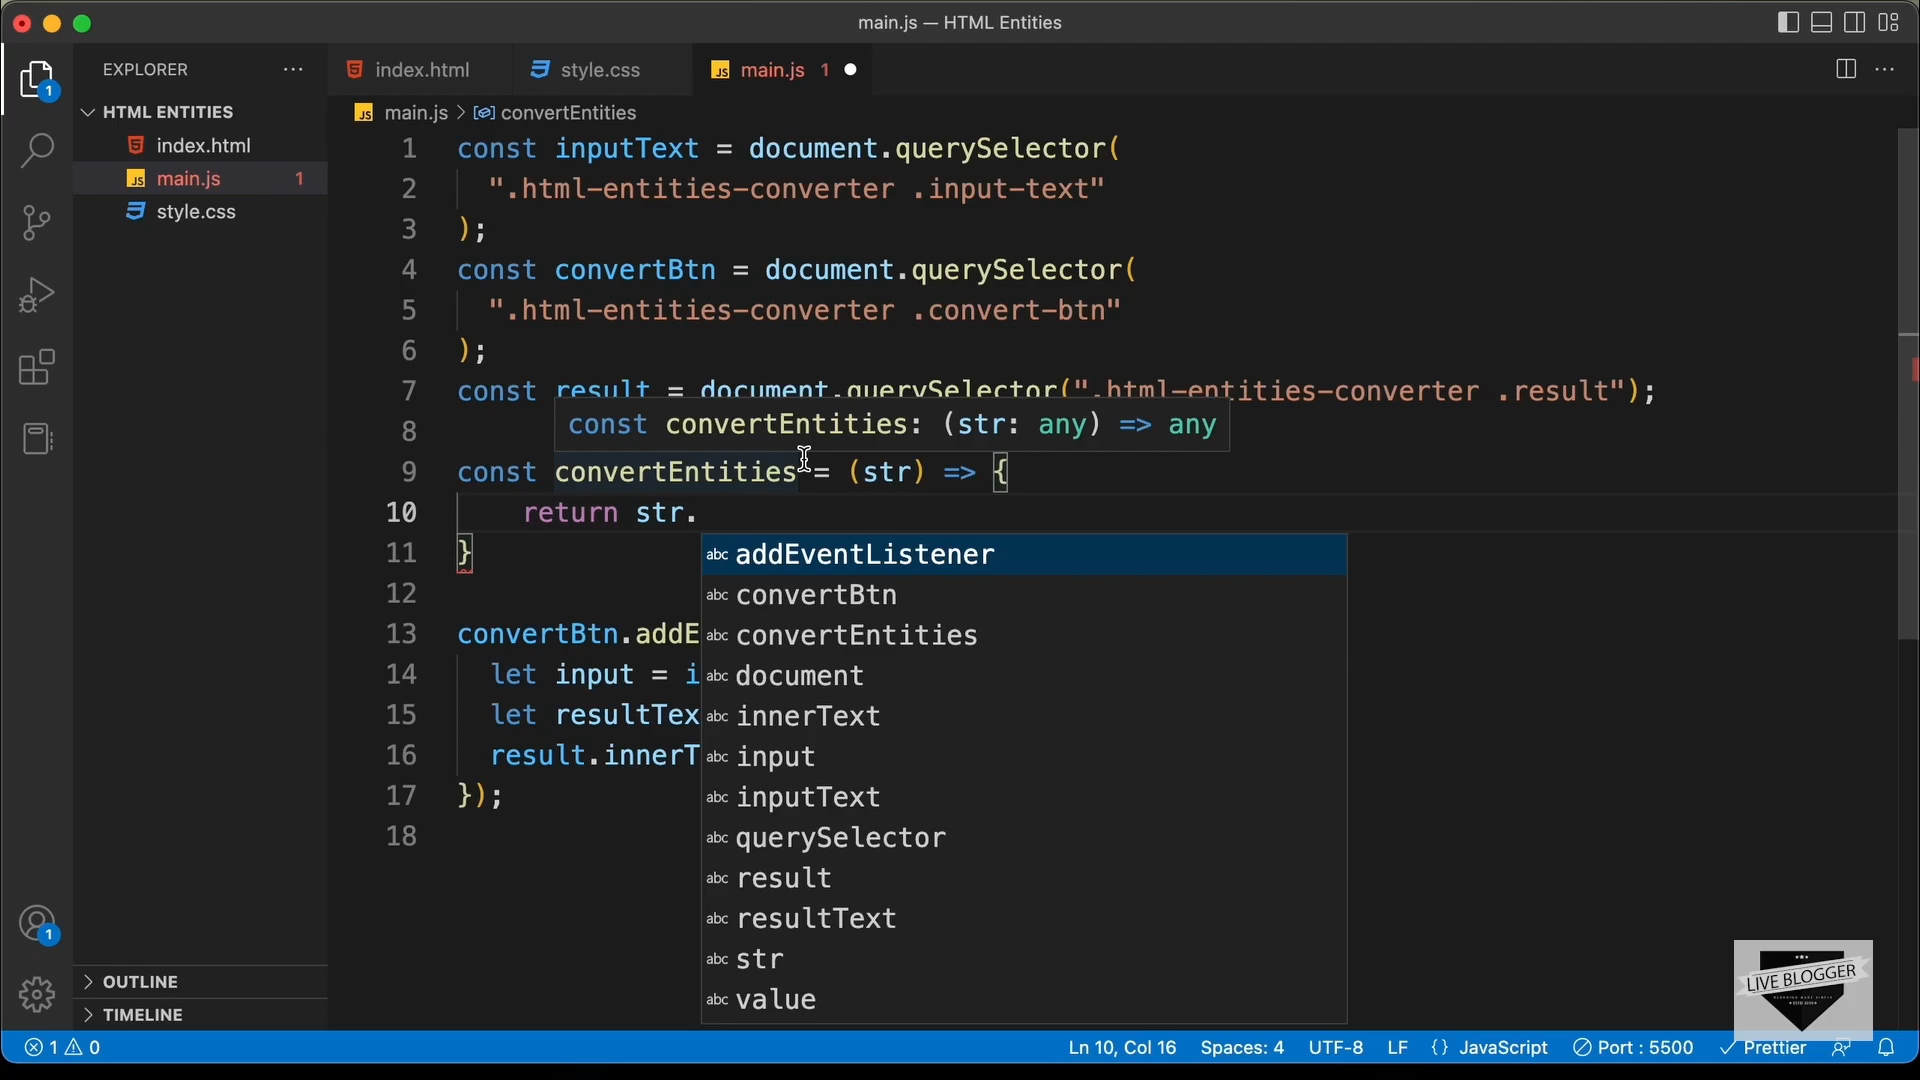 main.js — HTML Entities
EXPLORER
index.html
style.css
main.js 1
HTML ENTITIES
index.html
main.js 1
style.css
main.js > convertEntities
1 const inputText = document.querySelector(
2 ".html-entities-converter .input-text"
3 );
4 const convertBtn = document.querySelector(
5 ".html-entities-converter .convert-btn"
6 );
7 const result = document.querySelector(".html-entities-converter .result");
8
const convertEntities: (str: any) => any
9 const convertEntities = (str) => {
10 return str.
11 }
12
13 convertBtn.addE
14 let input = i
15 let resultTex
16 result.innerT
17 });
18
abc addEventListener
abc convertBtn
abc convertEntities
abc document
abc innerText
abc input
abc inputText
abc querySelector
abc result
abc resultText
abc str
abc value
1
1
OUTLINE
TIMELINE
LIVE BLOGGER
1 0
Ln 10, Col 16
Spaces: 4
UTF-8
LF
{} JavaScript
Port : 5500
Prettier